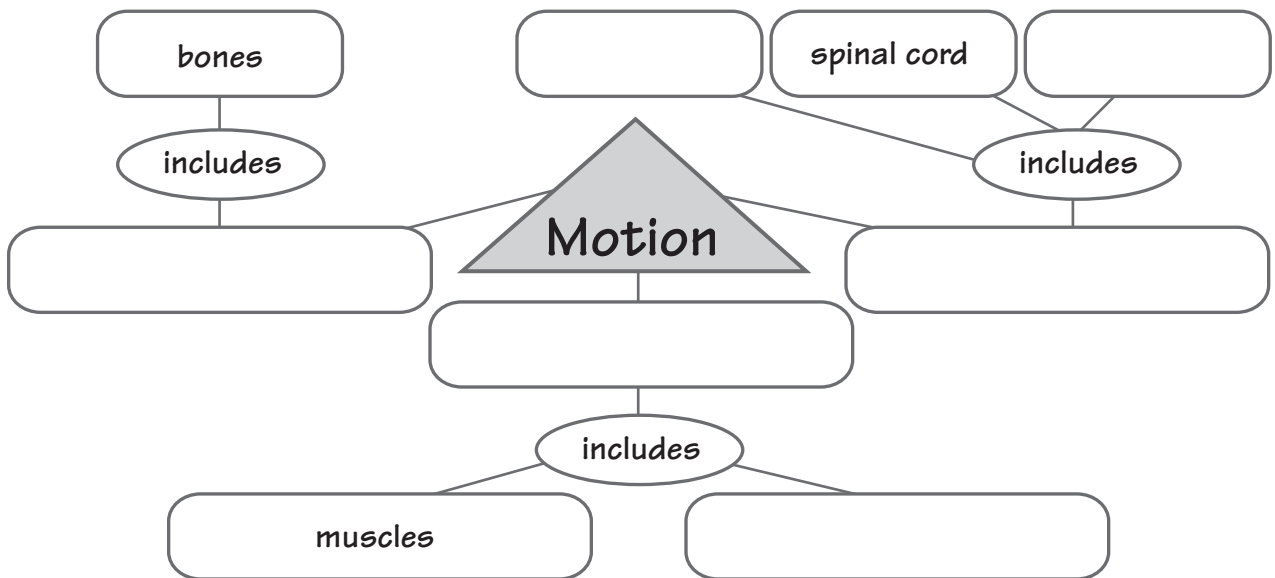 bones
spinal cord
includes
includes
Motion
includes
muscles